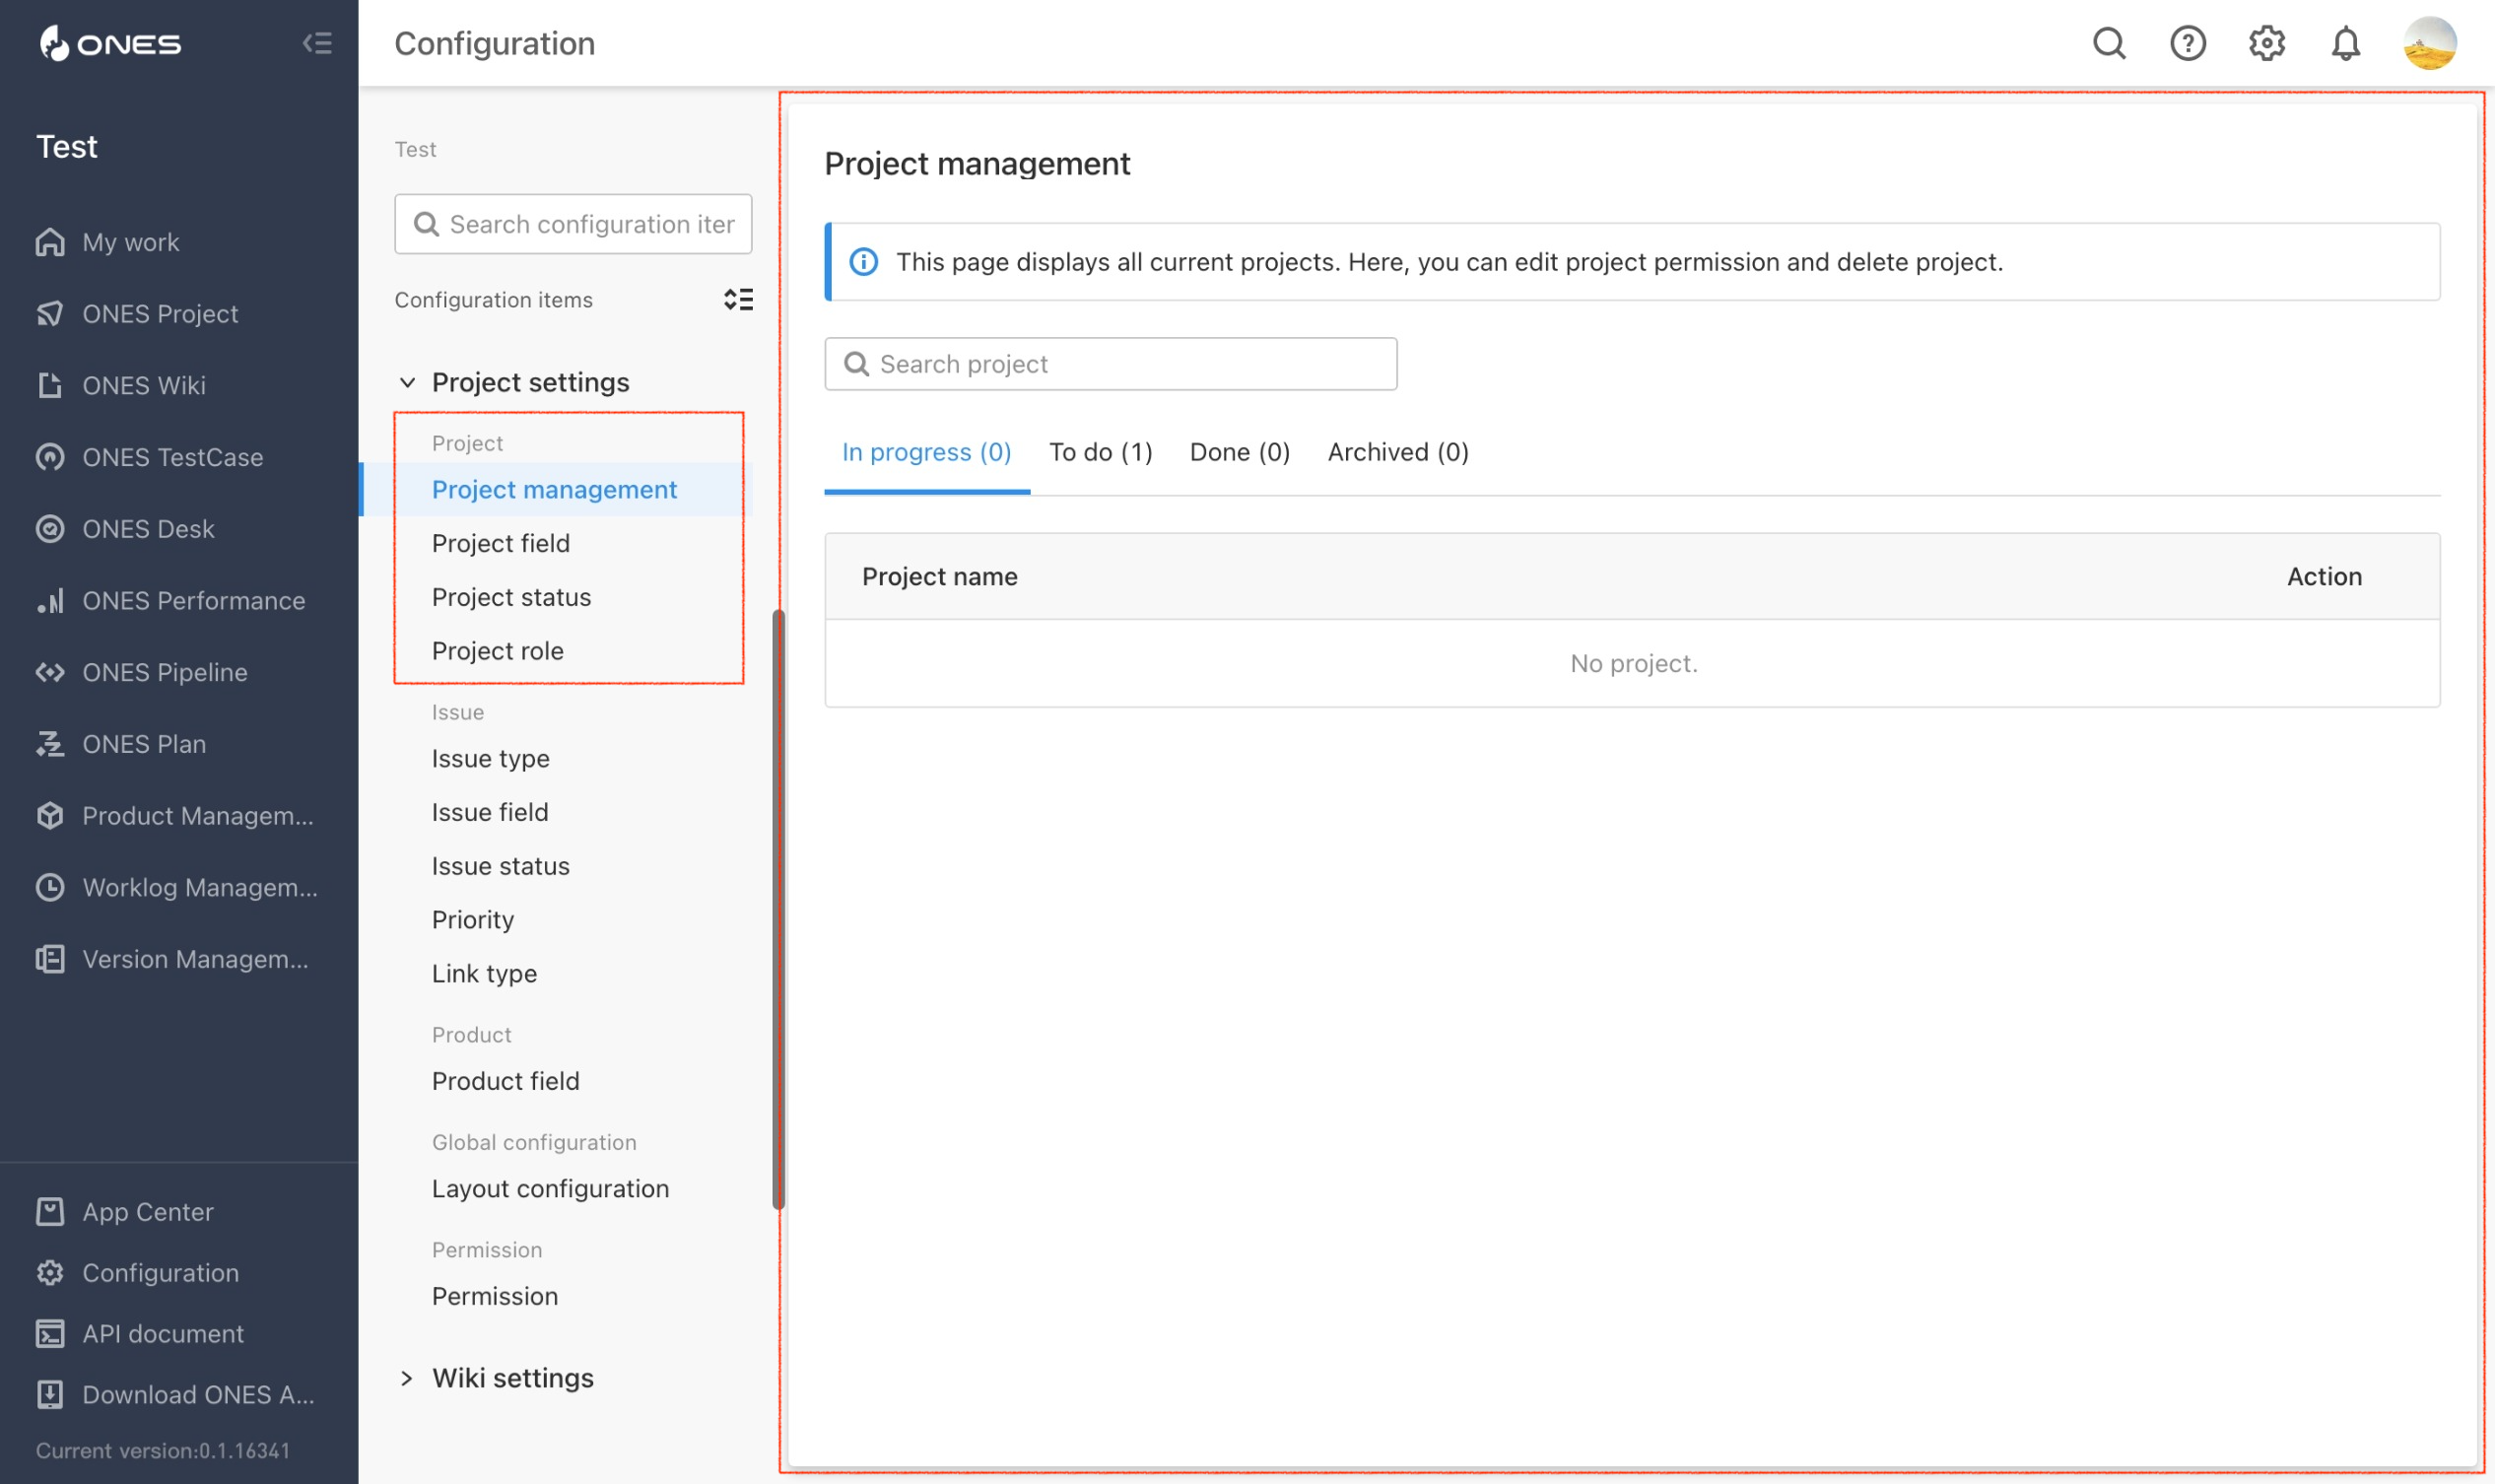 ONES
Configuration
Test
My work
ONES Project
ONES Wiki
ONES TestCase
ONES Desk
ONES Performance
ONES Pipeline
ONES Plan
Product Managem...
Worklog Managem...
Version Managem...
App Center
Configuration
API document
Download ONES A...
Current version:0.1.16341
Test
Search configuration iter
Configuration items
Project settings
Project
Project management
Project field
Project status
Project role
Issue
Issue type
Issue field
Issue status
Priority
Link type
Product
Product field
Global configuration
Layout configuration
Permission
Permission
Wiki settings
Project management
This page displays all current projects. Here, you can edit project permission and delete project.
Search project
In progress (0) To do (1) Done (0) Archived (0)
Project name Action
No project.